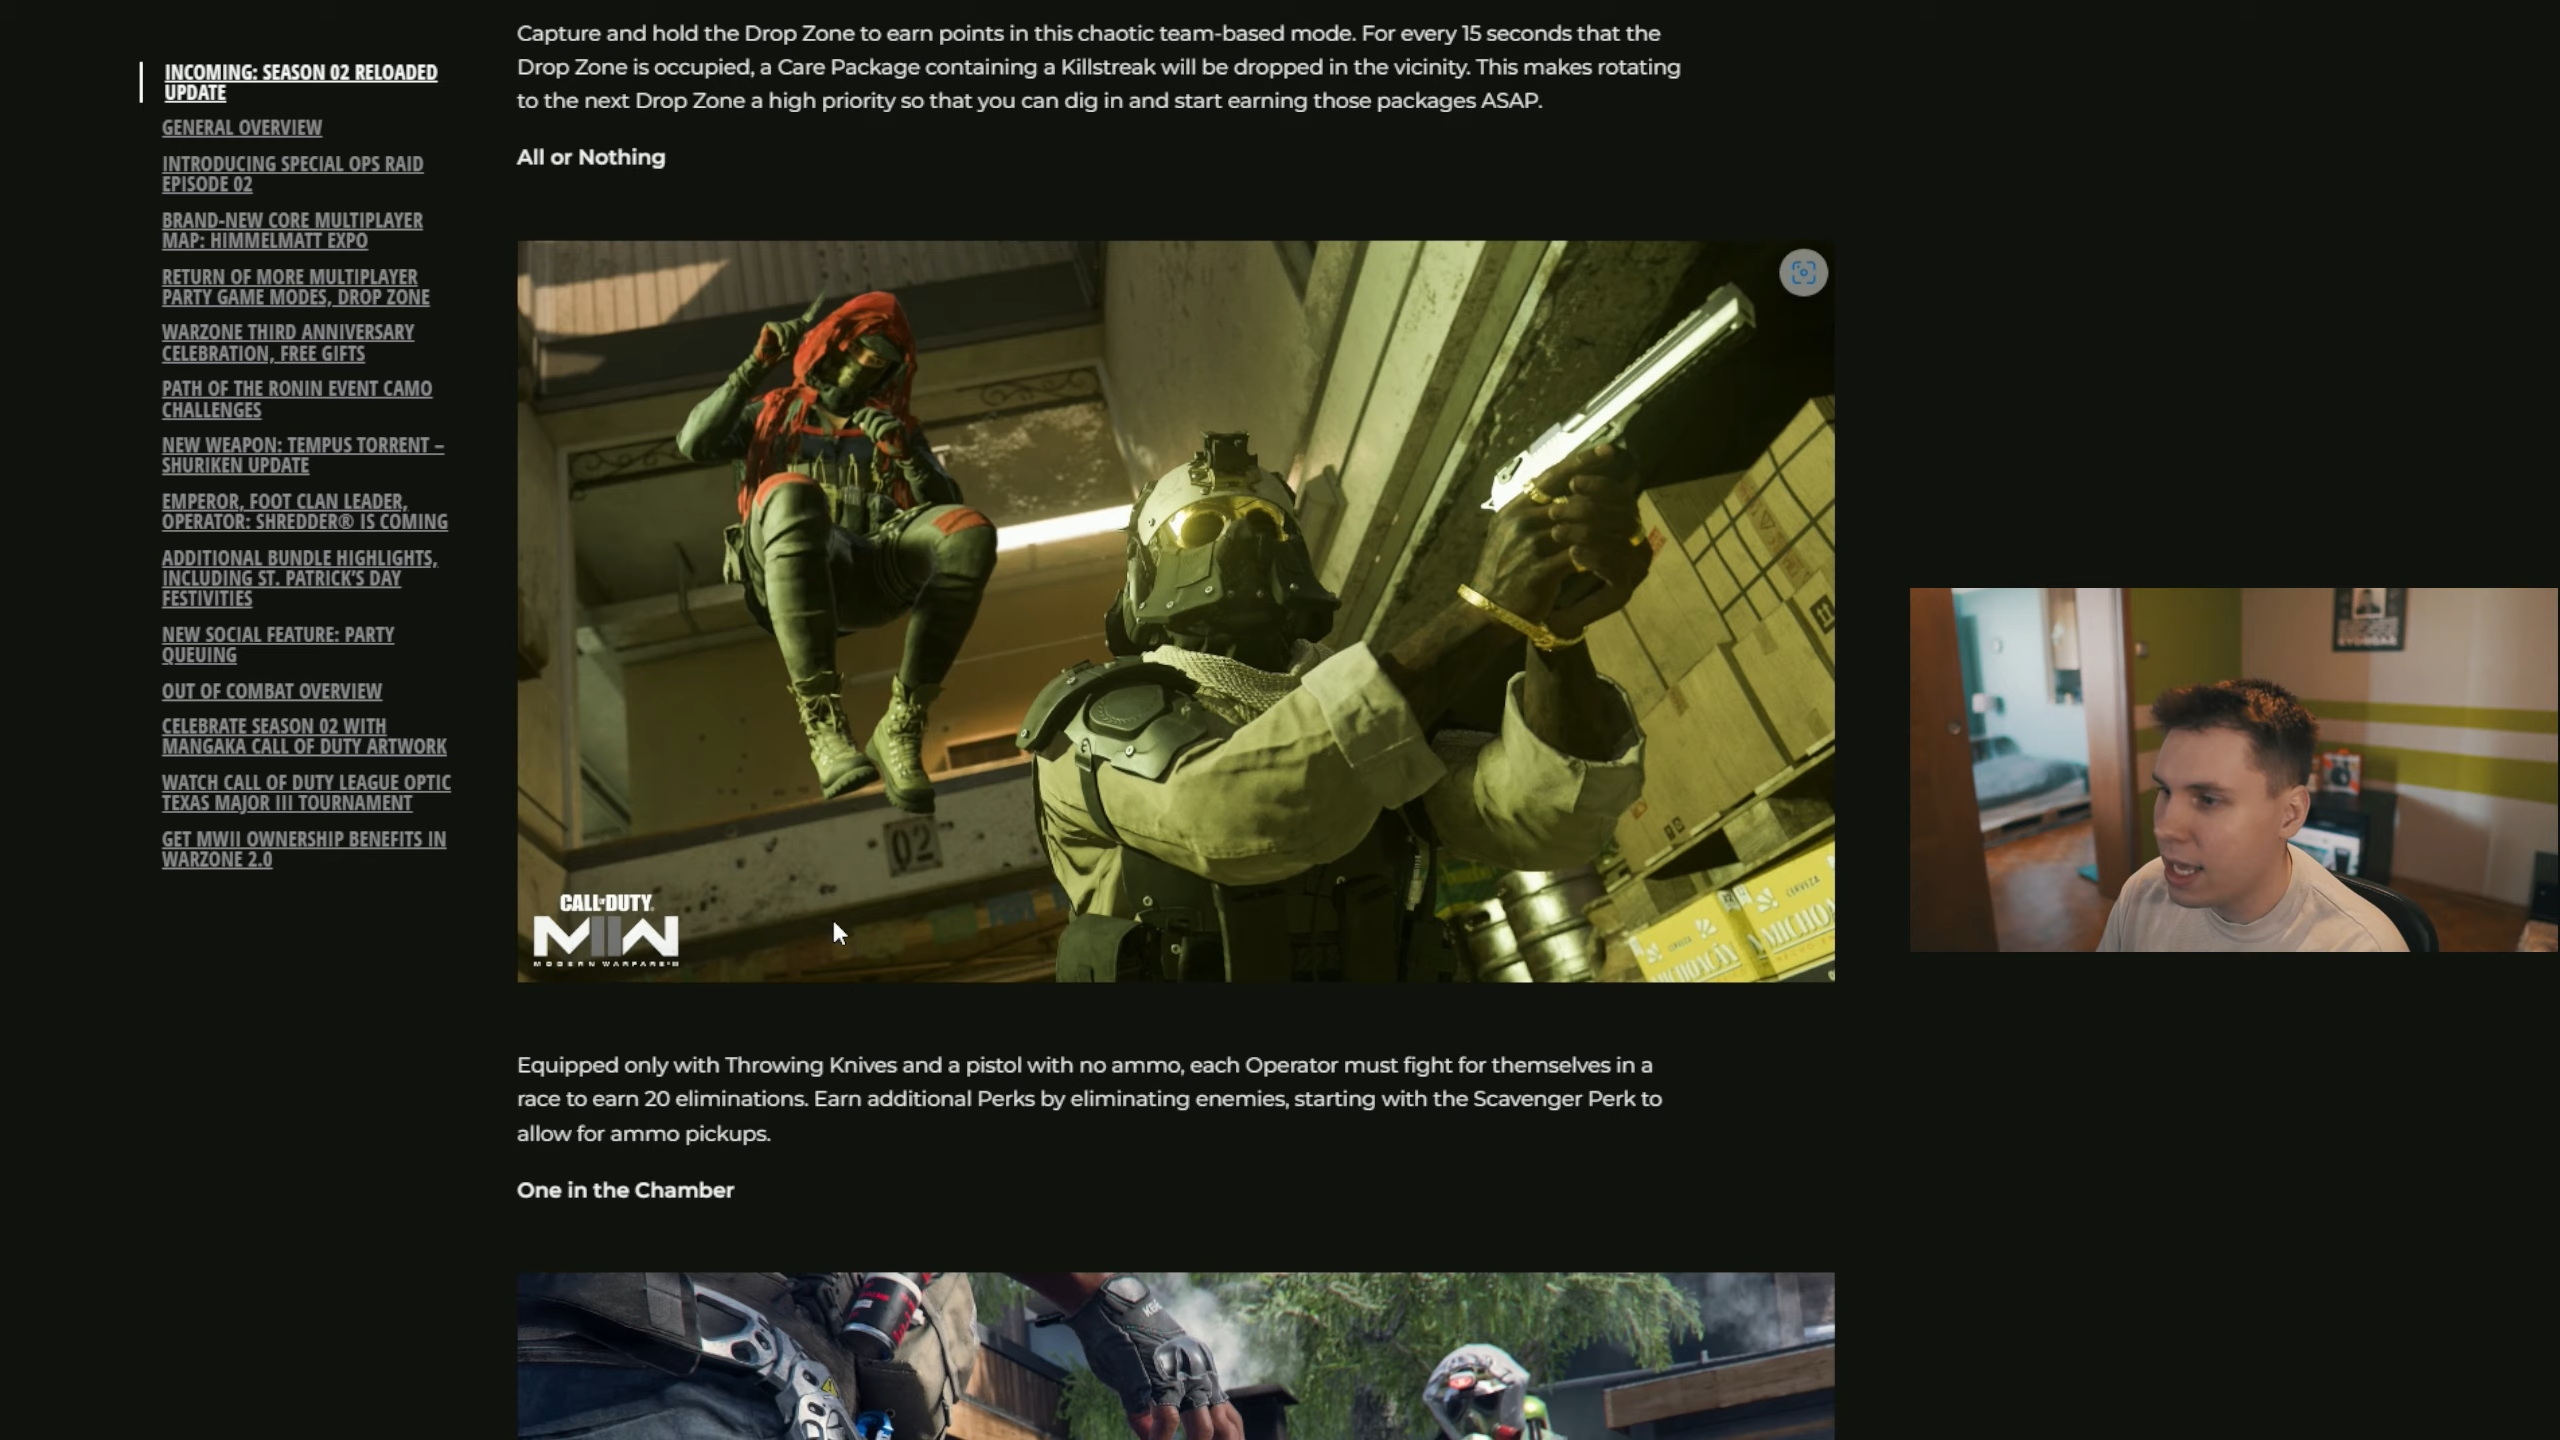 INCOMING: SEASON 02 RELOADED
UPDATE
GENERAL OVERVIEW
INTRODUCING SPECIAL OPS RAID
EPISODE 02
BRAND-NEW CORE MULTIPLAYER
MAP: HIMMELMATT EXPO
RETURN OF MORE MULTIPLAYER
PARTY GAME MODES, DROP ZONE
WARZONE THIRD ANNIVERSARY
CELEBRATION, FREE GIFTS
PATH OF THE RONIN EVENT CAMO
CHALLENGES
NEW WEAPON: TEMPUS TORRENT –
SHURIKEN UPDATE
EMPEROR, FOOT CLAN LEADER,
OPERATOR: SHREDDER® IS COMING
ADDITIONAL BUNDLE HIGHLIGHTS,
INCLUDING ST. PATRICK'S DAY
FESTIVITIES
NEW SOCIAL FEATURE: PARTY
QUEUING
OUT OF COMBAT OVERVIEW
CELEBRATE SEASON 02 WITH
MANGAKA CALL OF DUTY ARTWORK
WATCH CALL OF DUTY LEAGUE OPTIC
TEXAS MAJOR III TOURNAMENT
GET MWII OWNERSHIP BENEFITS IN
WARZONE 2.0
Capture and hold the Drop Zone to earn points in this chaotic team-based mode. For every 15 seconds that the
Drop Zone is occupied, a Care Package containing a Killstreak will be dropped in the vicinity. This makes rotating
to the next Drop Zone a high priority so that you can dig in and start earning those packages ASAP.
All or Nothing
02
CERVEZA
CERVEZA
MICHOACÁN
CALL OF DUTY
MWII
MODERN WARFARE II
Equipped only with Throwing Knives and a pistol with no ammo, each Operator must fight for themselves in a
race to earn 20 eliminations. Earn additional Perks by eliminating enemies, starting with the Scavenger Perk to
allow for ammo pickups.
One in the Chamber